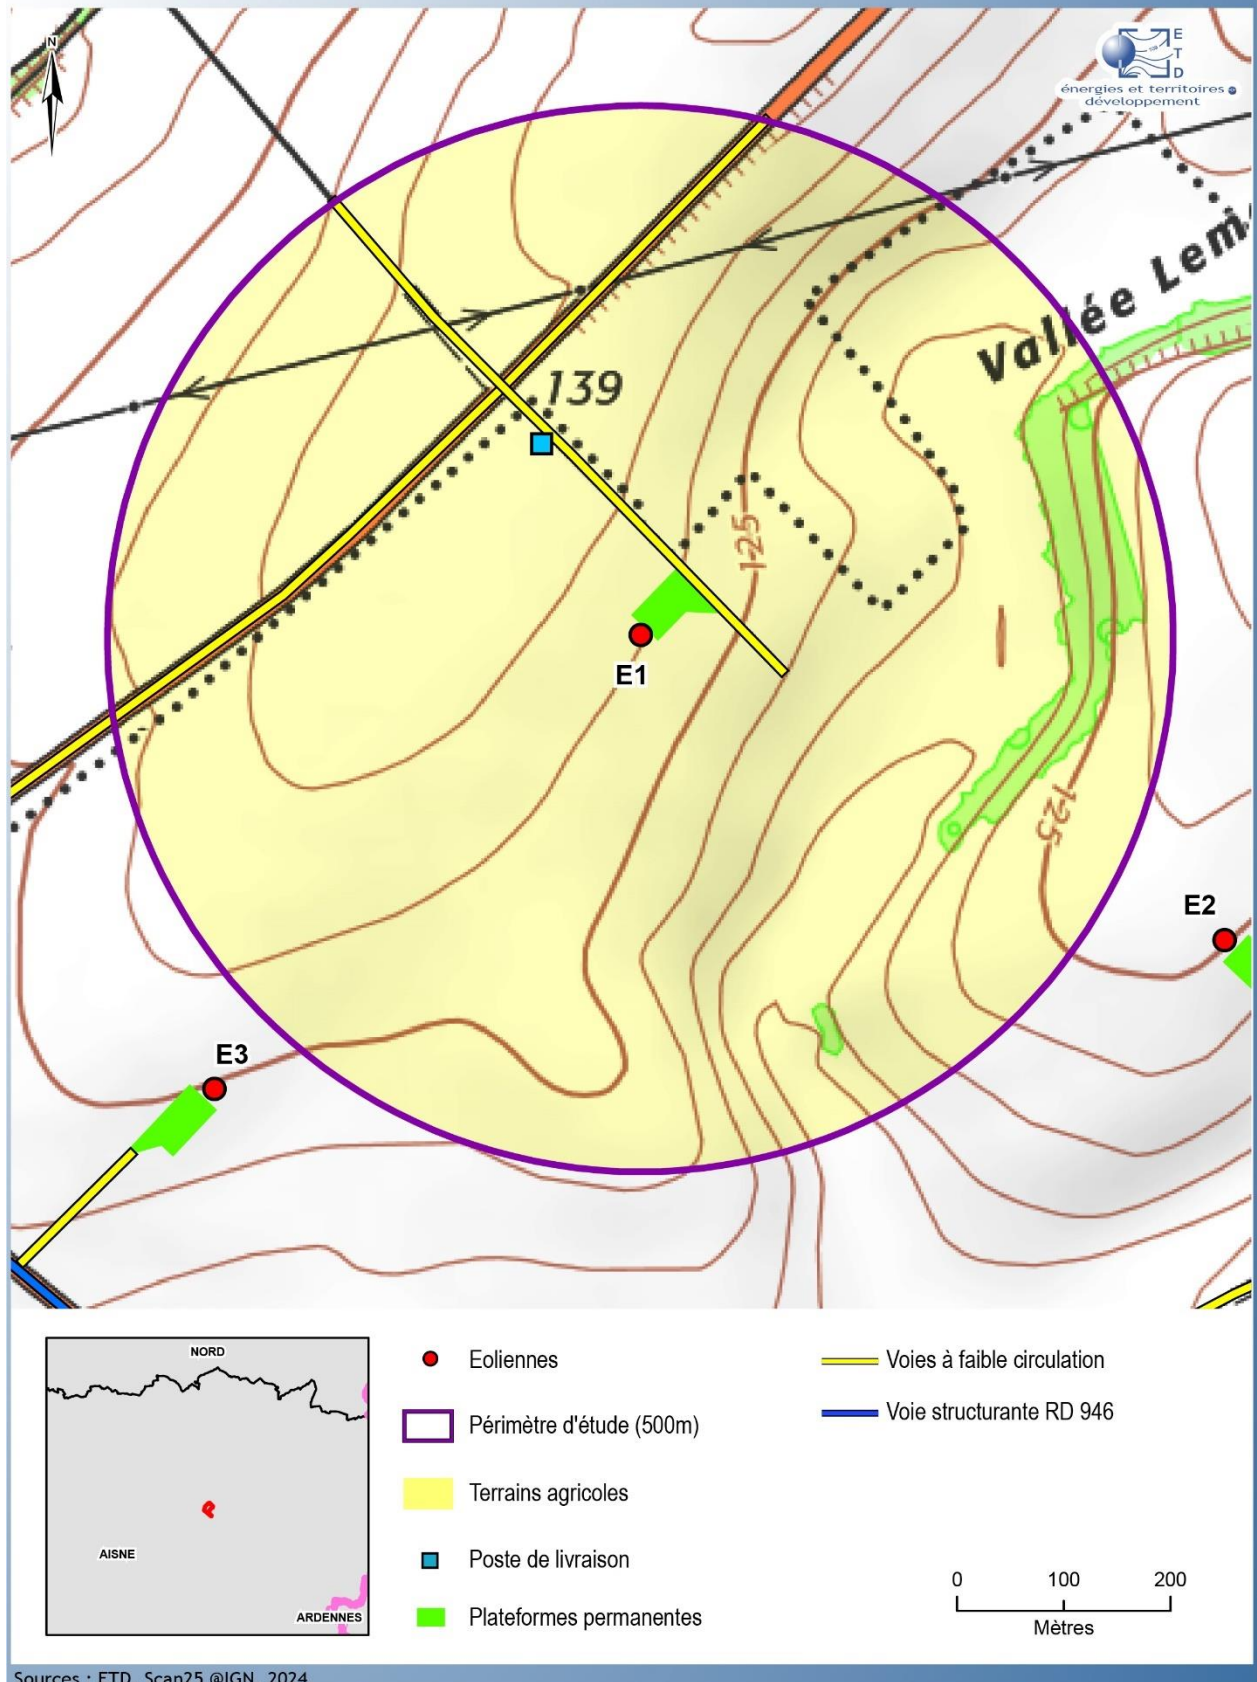 N
E
T
D
énergies et territoires
développement
Vallée Lem
139
125
E1
125
E2
E3
NORD
AISNE
ARDENNES
Eoliennes
Périmètre d'étude (500m)
Terrains agricoles
Poste de livraison
Plateformes permanentes
Voies à faible circulation
Voie structurante RD 946
0 100 200
Mètres
Sources : ETD, Scan25 @IGN, 2024